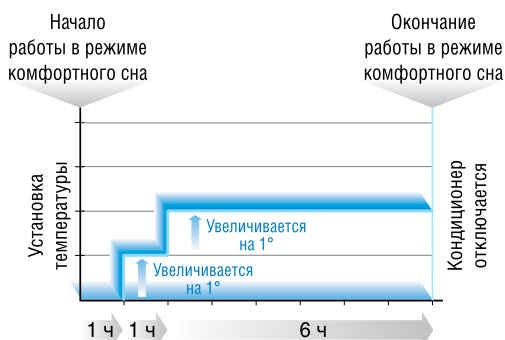 Начало
работы в режиме
комфортного сна
Окончание
работы в режиме
комфортного сна
Установка
температуры
Увеличивается
на 1°
Увеличивается
на 1°
Кондиционер
отключается
1 ч
1 ч
6 ч